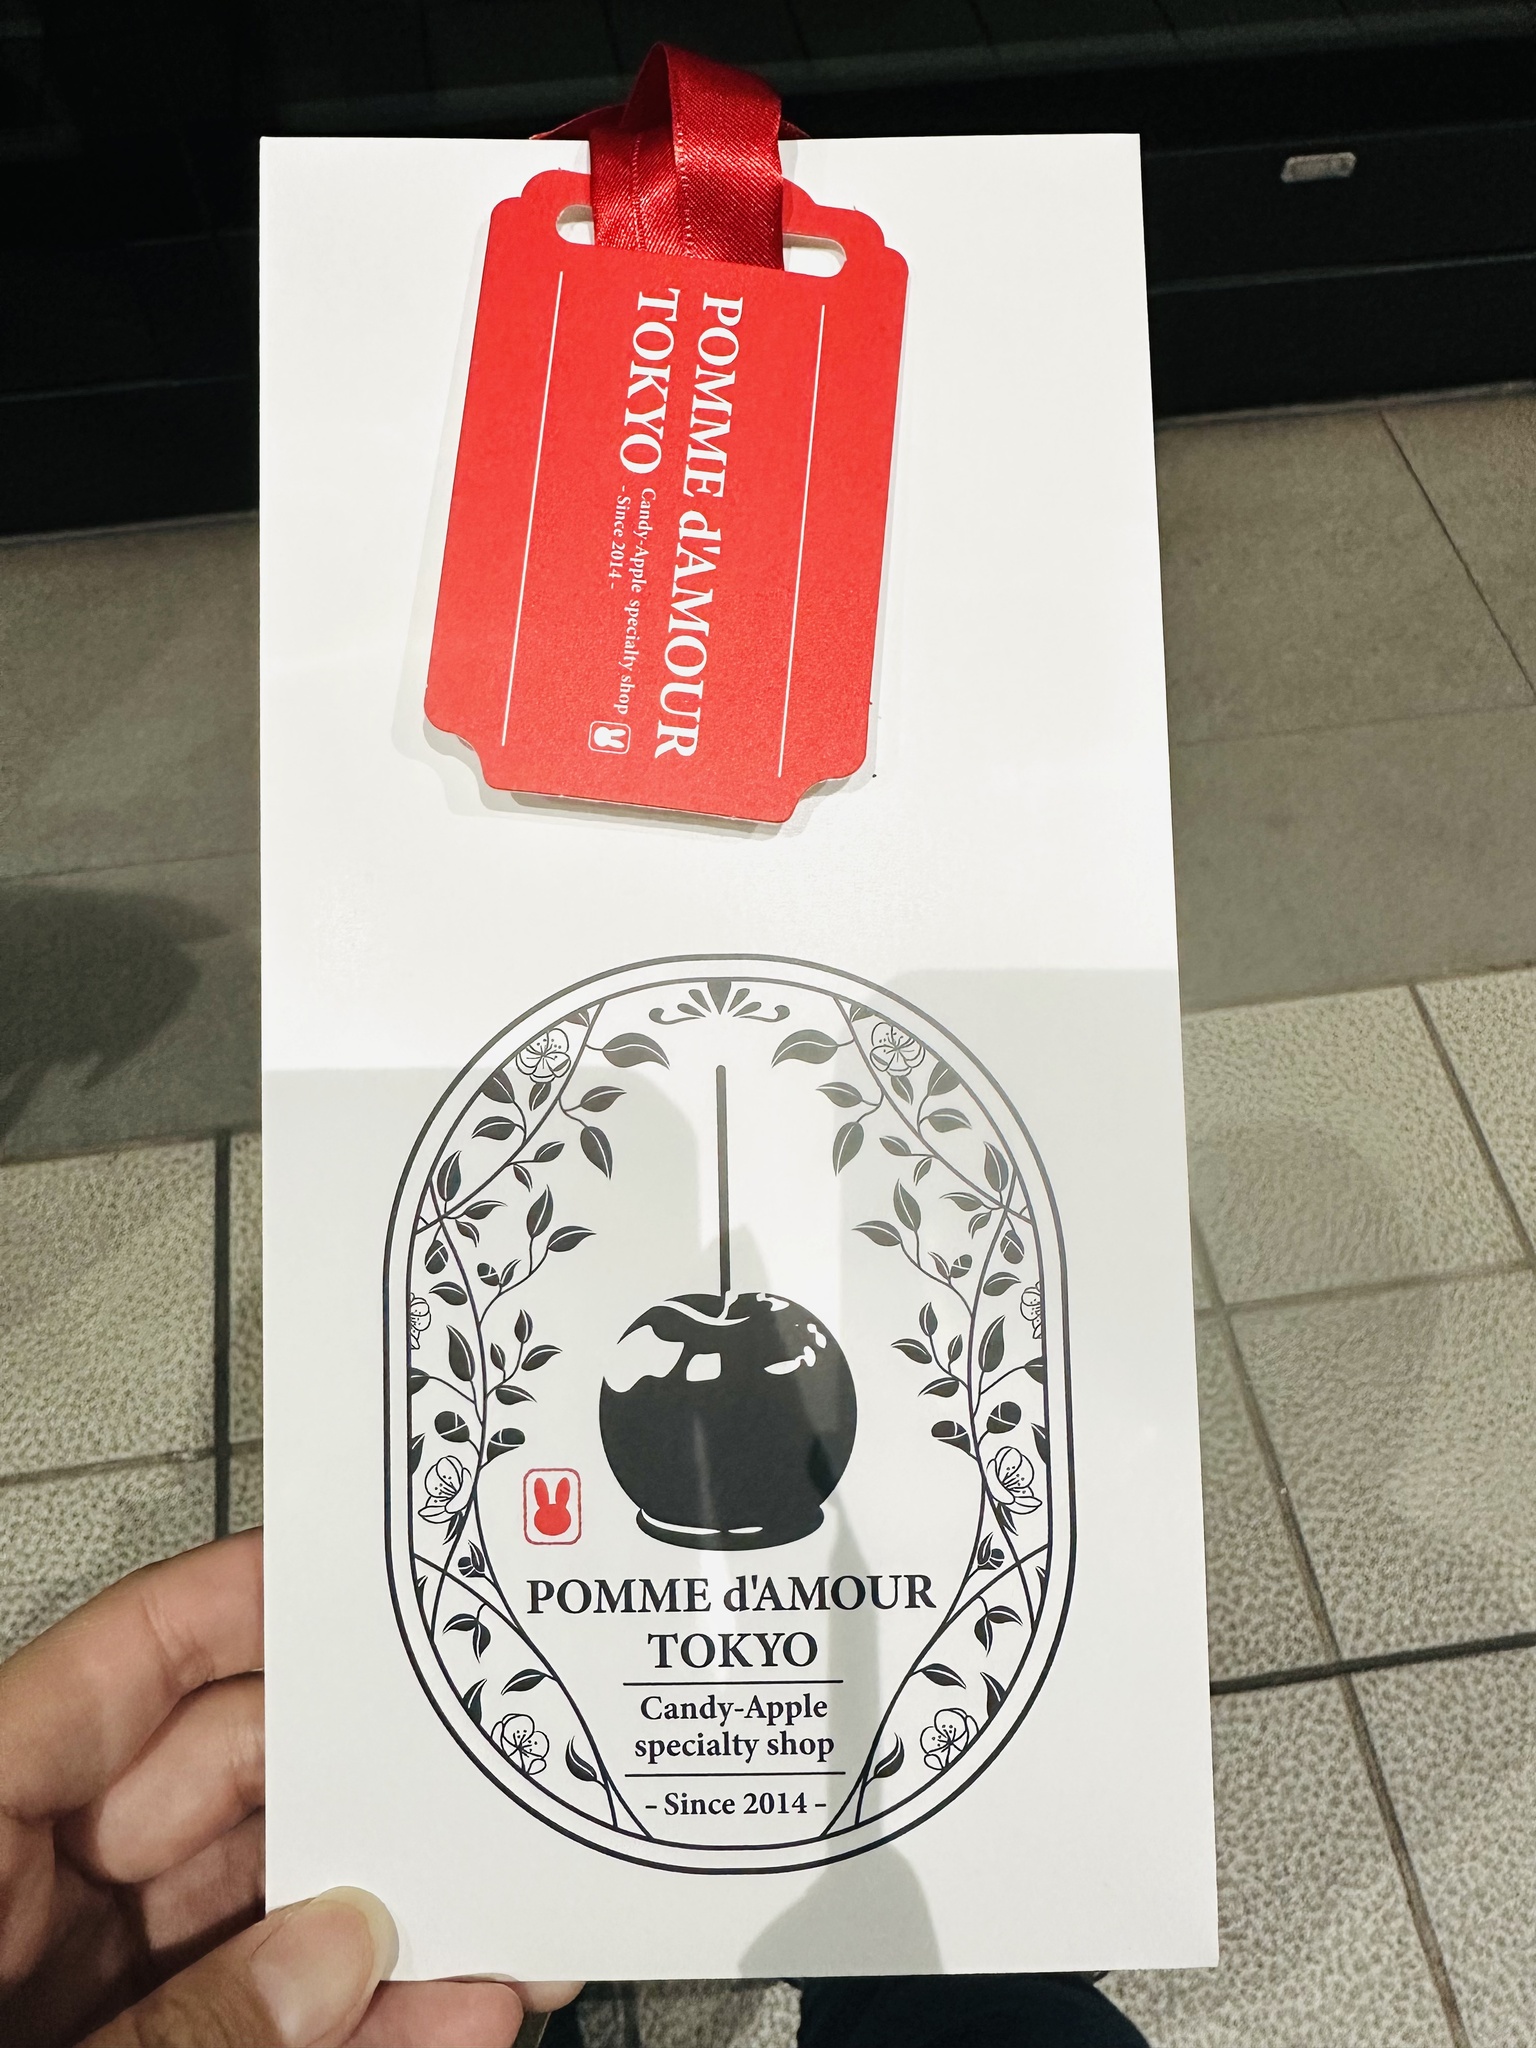 POMME d'AMOUR
TOKYO
Candy-Apple specialty shop
- Since 2014 -
POMME d'AMOUR
TOKYO
Candy-Apple
specialty shop
- Since 2014 -